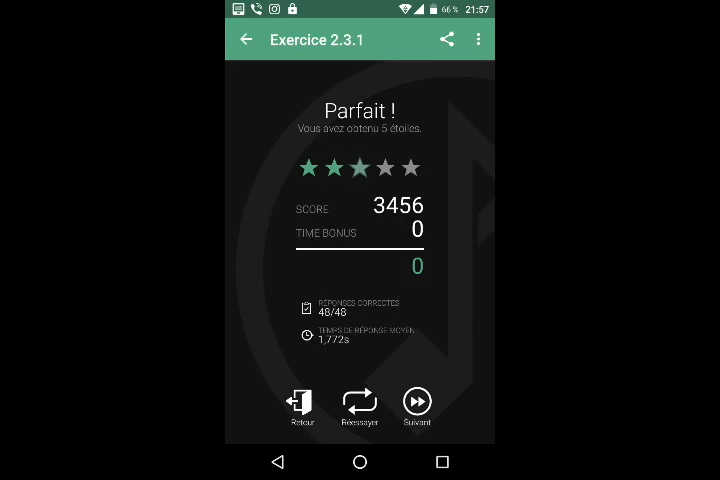 66 % 21:57
Exercice 2.3.1
Parfait !
Vous avez obtenu 5 étoiles.
SCORE 3456
TIME BONUS 0
0
RÉPONSES CORRECTES
48/48
TEMPS DE RÉPONSE MOYEN
1,772s
Retour Réessayer Suivant